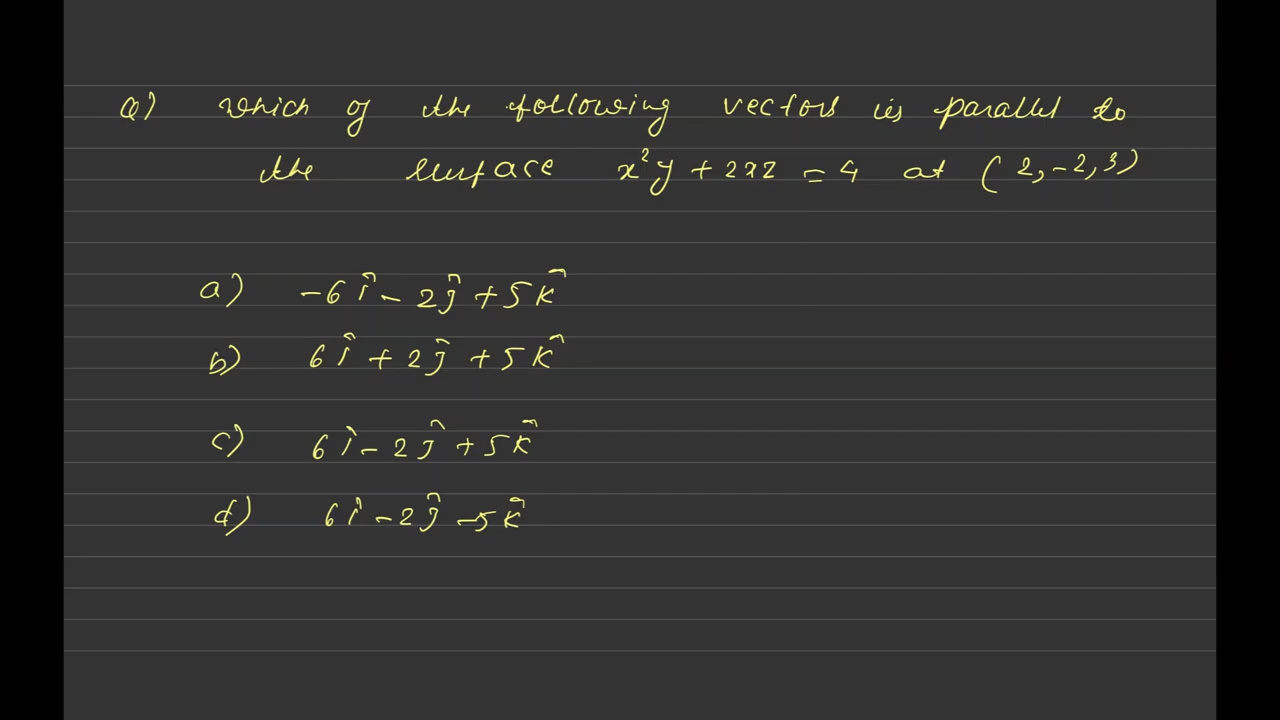 Q) which of the following vectors is parallel to
the surface x²y + 2xz = 4 at (2,-2,3)
a) -6î - 2ĵ + 5k̂
b) 6î + 2ĵ + 5k̂
c) 6î - 2ĵ + 5k̂
d) 6î - 2ĵ - 5k̂